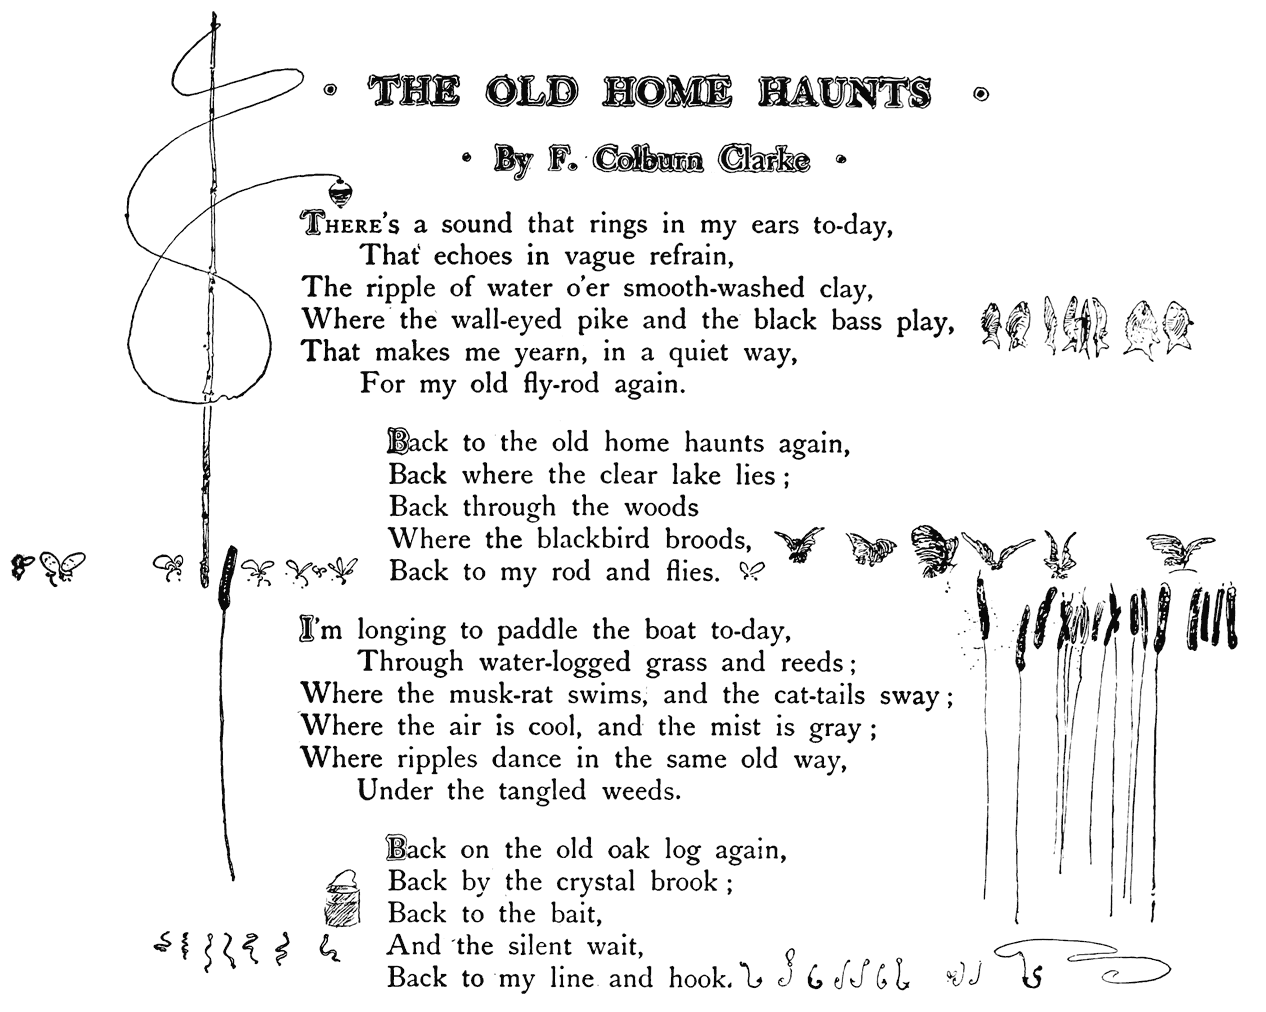 THE OLD HOME HAUNTS
By F. Colburn Clarke
THERE'S a sound that rings in my ears to-day,
That echoes in vague refrain,
The ripple of water o'er smooth-washed clay,
Where the wall-eyed pike and the black bass play,
That makes me yearn, in a quiet way,
For my old fly-rod again.
Back to the old home haunts again,
Back where the clear lake lies;
Back through the woods
Where the blackbird broods,
Back to my rod and flies.
I'm longing to paddle the boat to-day,
Through water-logged grass and reeds;
Where the musk-rat swims, and the cat-tails sway;
Where the air is cool, and the mist is gray;
Where ripples dance in the same old way,
Under the tangled weeds.
Back on the old oak log again,
Back by the crystal brook;
Back to the bait,
And the silent wait,
Back to my line and hook.